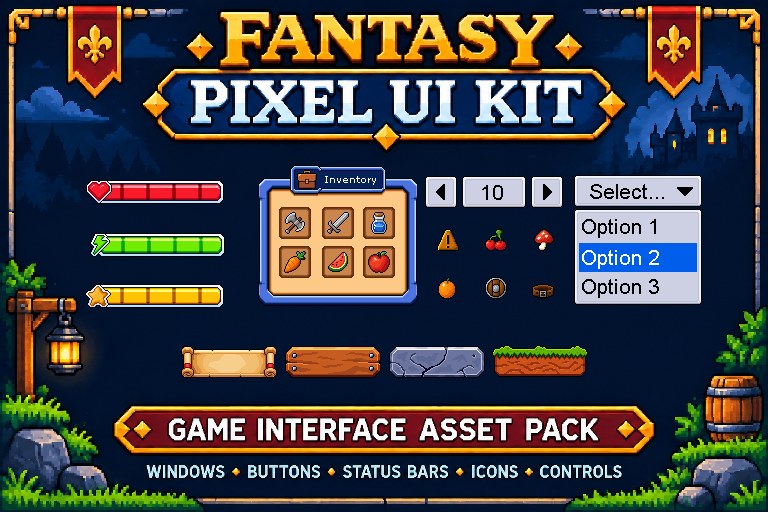 FANTASY
PIXEL UI KIT
Inventory
10
Select...
Option 1
Option 2
Option 3
GAME INTERFACE ASSET PACK
WINDOWS • BUTTONS • STATUS BARS • ICONS • CONTROLS